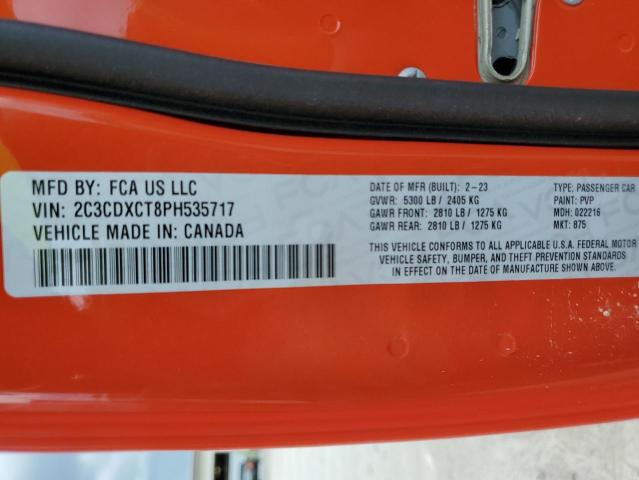 MFD BY: FCA US LLC
VIN: 2C3CDXCT8PH535717
VEHICLE MADE IN: CANADA
DATE OF MFR (BUILT): 2-23
GVWR: 5300 LB / 2405 KG
GAWR FRONT: 2810 LB / 1275 KG
GAWR REAR: 2810 LB / 1275 KG
TYPE: PASSENGER CAR
PAINT: PVP
MDH: 022216
MKT: 875
THIS VEHICLE CONFORMS TO ALL APPLICABLE U.S.A. FEDERAL MOTOR
VEHICLE SAFETY, BUMPER, AND THEFT PREVENTION STANDARDS
IN EFFECT ON THE DATE OF MANUFACTURE SHOWN ABOVE.